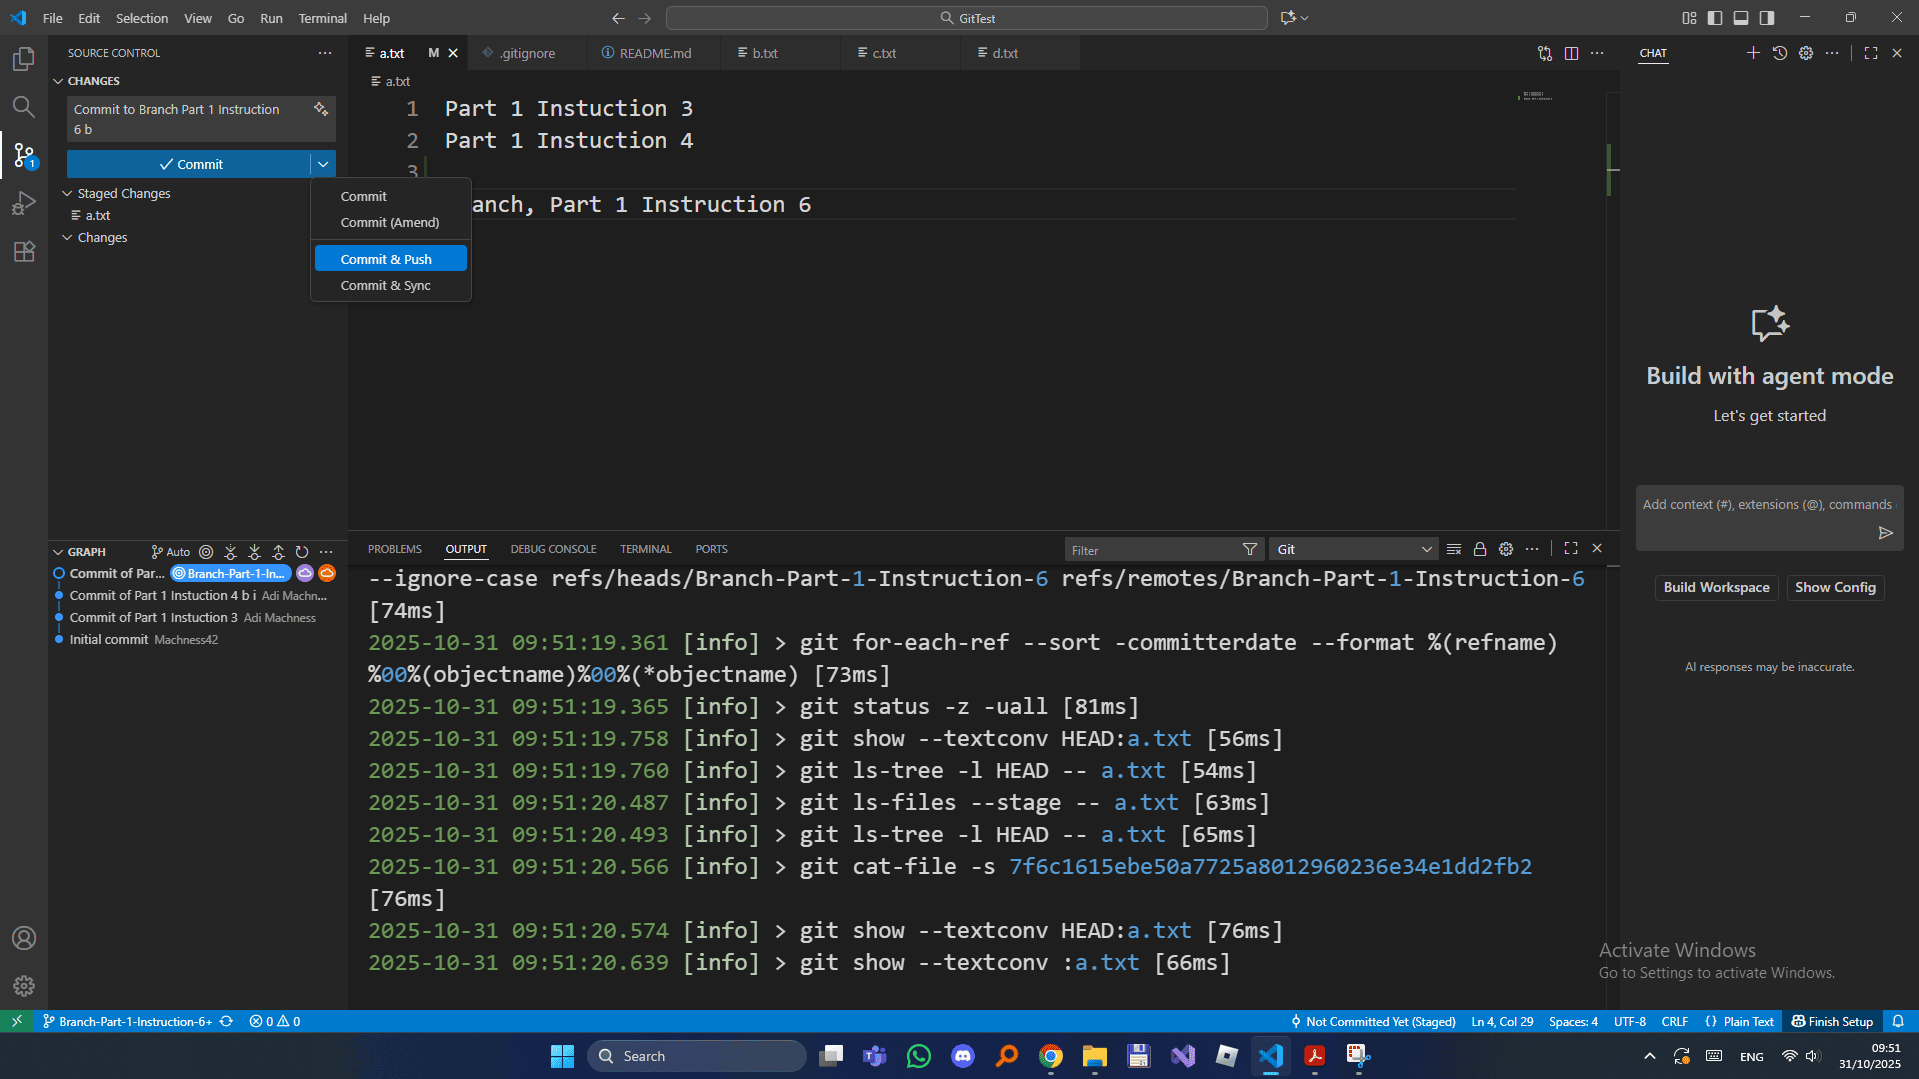 File Edit Selection View Go Run Terminal Help
GitTest
SOURCE CONTROL
CHANGES
Commit to Branch Part 1 Instruction
6 b
Commit
Staged Changes
a.txt
Changes
1
Commit
Commit (Amend)
Commit & Push
Commit & Sync
a.txt M
.gitignore
README.md
b.txt
c.txt
d.txt
a.txt
1 Part 1 Instuction 3
2 Part 1 Instuction 4
3
anch, Part 1 Instruction 6
CHAT
Build with agent mode
Let's get started
Add context (#), extensions (@), commands
Build Workspace Show Config
AI responses may be inaccurate.
GRAPH Auto
Commit of Par... Branch-Part-1-In...
Commit of Part 1 Instuction 4 b i Adi Machn...
Commit of Part 1 Instuction 3 Adi Machness
Initial commit Machness42
PROBLEMS OUTPUT DEBUG CONSOLE TERMINAL PORTS
Filter
Git
--ignore-case refs/heads/Branch-Part-1-Instruction-6 refs/remotes/Branch-Part-1-Instruction-6
[74ms]
2025-10-31 09:51:19.361 [info] > git for-each-ref --sort -committerdate --format %(refname)
%00%(objectname)%00%(*objectname) [73ms]
2025-10-31 09:51:19.365 [info] > git status -z -uall [81ms]
2025-10-31 09:51:19.758 [info] > git show --textconv HEAD:a.txt [56ms]
2025-10-31 09:51:19.760 [info] > git ls-tree -l HEAD -- a.txt [54ms]
2025-10-31 09:51:20.487 [info] > git ls-files --stage -- a.txt [63ms]
2025-10-31 09:51:20.493 [info] > git ls-tree -l HEAD -- a.txt [65ms]
2025-10-31 09:51:20.566 [info] > git cat-file -s 7f6c1615ebe50a7725a8012960236e34e1dd2fb2
[76ms]
2025-10-31 09:51:20.574 [info] > git show --textconv HEAD:a.txt [76ms]
2025-10-31 09:51:20.639 [info] > git show --textconv :a.txt [66ms]
Activate Windows
Go to Settings to activate Windows.
Branch-Part-1-Instruction-6+ 0 0
Not Committed Yet (Staged) Ln 4, Col 29 Spaces: 4 UTF-8 CRLF {} Plain Text Finish Setup
Search
ENG
09:51
31/10/2025